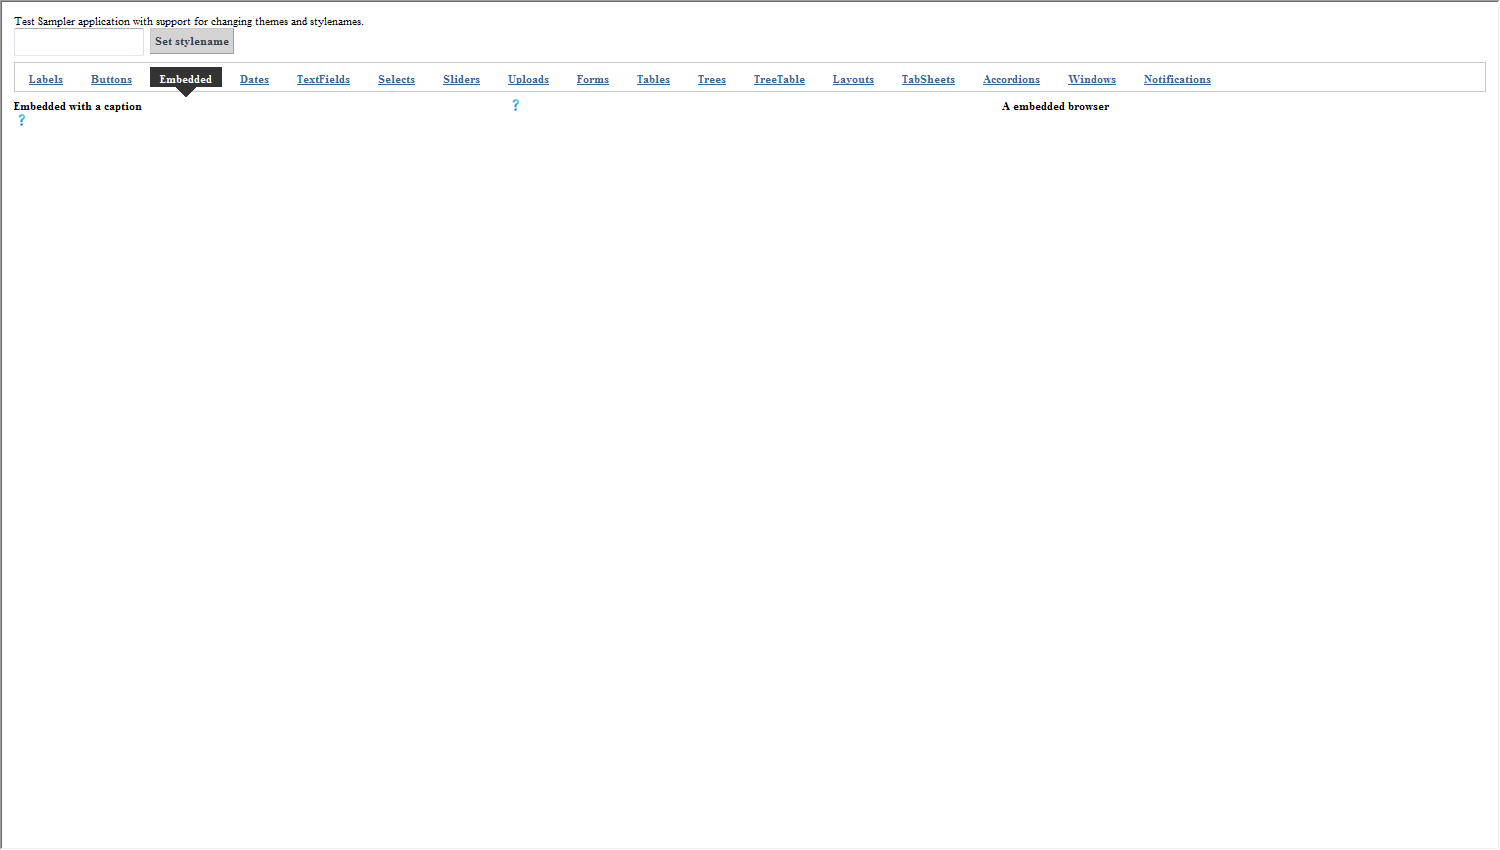 Test Sampler application with support for changing themes and stylenames.
Set stylename
Labels Buttons Embedded Dates TextFields Selects Sliders Uploads Forms Tables Trees TreeTable Layouts TabSheets Accordions Windows Notifications
Embedded with a caption ? A embedded browser
?